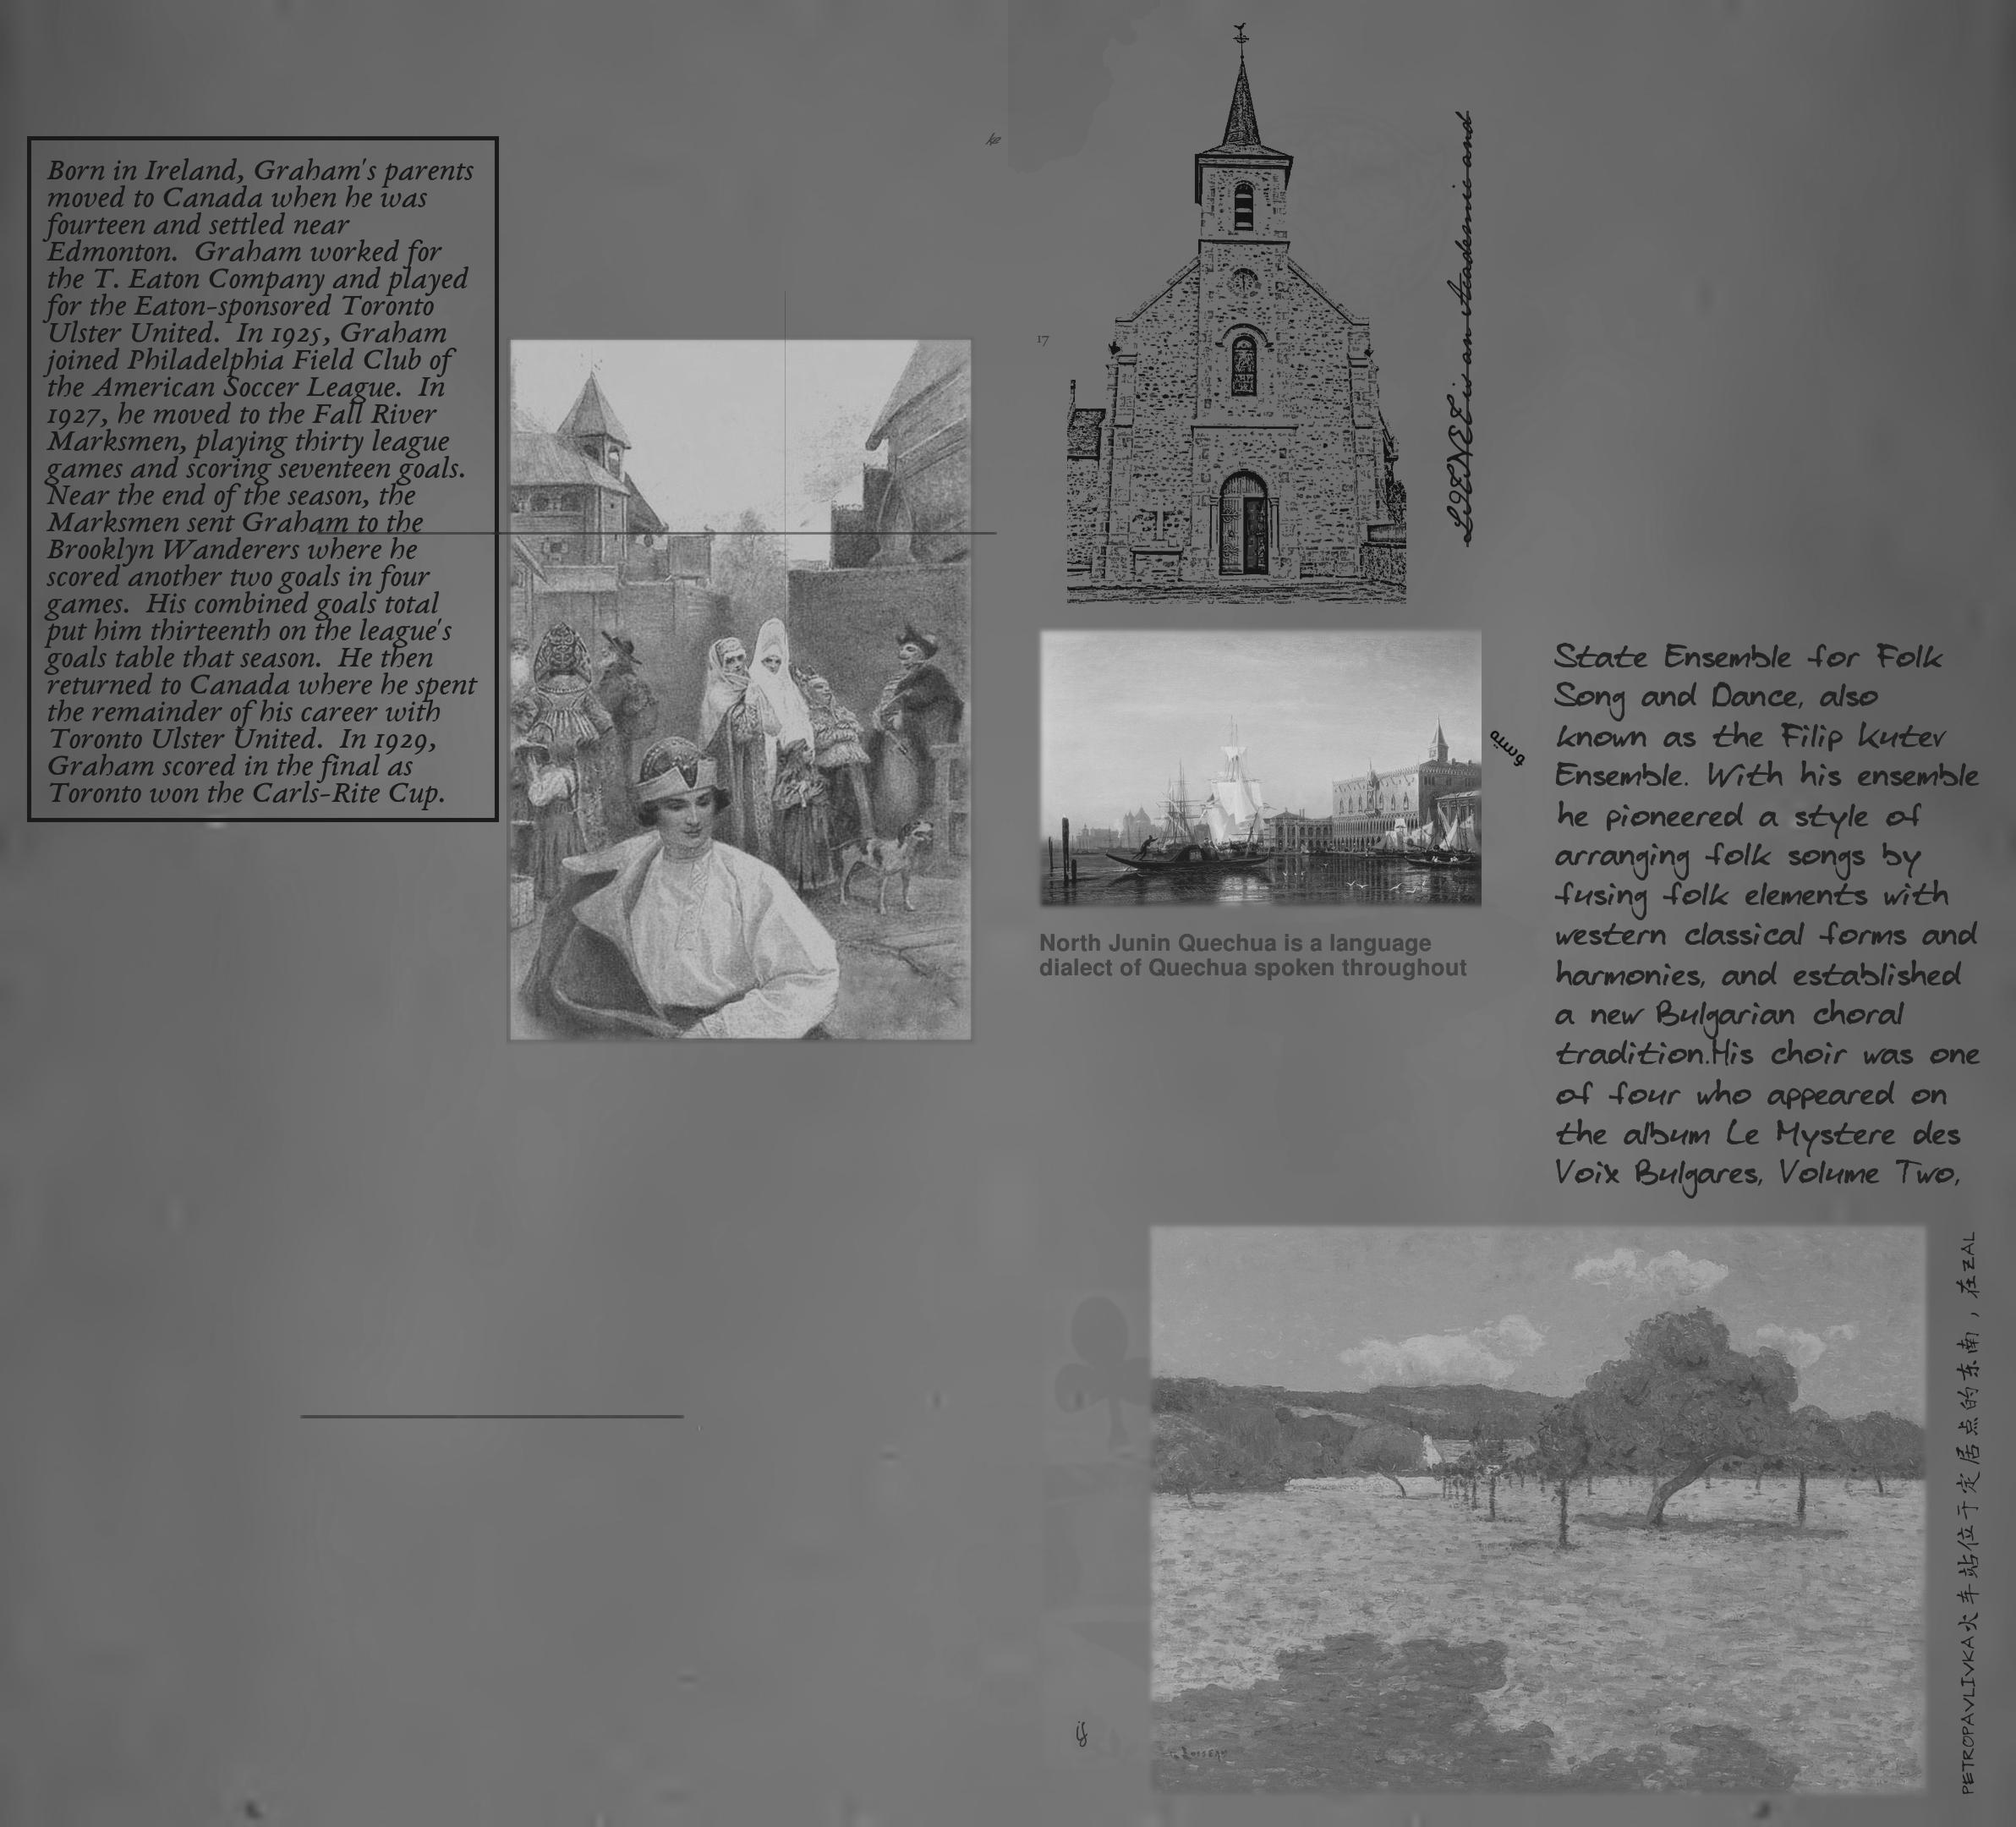 Born in Ireland, Graham's parents
moved to Canada when he was
fourteen and settled near
Edmonton. Graham worked for
the T. Eaton Company and played
for the Eaton-sponsored Toronto
Ulster United. In 1925, Graham
joined Philadelphia Field Club of
the American Soccer League. In
1927, he moved to the Fall River
Marksmen, playing thirty league
games and scoring seventeen goals.
Near the end of the season, the
Marksmen sent Graham to the
Brooklyn Wanderers where he
scored another two goals in four
games. His combined goals total
put him thirteenth on the league's
goals table that season. He then
returned to Canada where he spent
the remainder of his career with
Toronto Ulster United. In 1929,
Graham scored in the final as
Toronto won the Carls-Rite Cup.
17
is an Academic and
North Junin Quechua is a language
dialect of Quechua spoken throughout
State Ensemble for Folk
Song and Dance, also
known as the Filip Kutev
Ensemble. With his ensemble
he pioneered a style of
arranging folk songs by
fusing folk elements with
western classical forms and
harmonies, and established
a new Bulgarian choral
tradition.His choir was one
of four who appeared on
the album Le Mystere des
Voix Bulgares, Volume Two,
PETROPAVLIVKA火车站位于定居点的东南，在ZAL
if